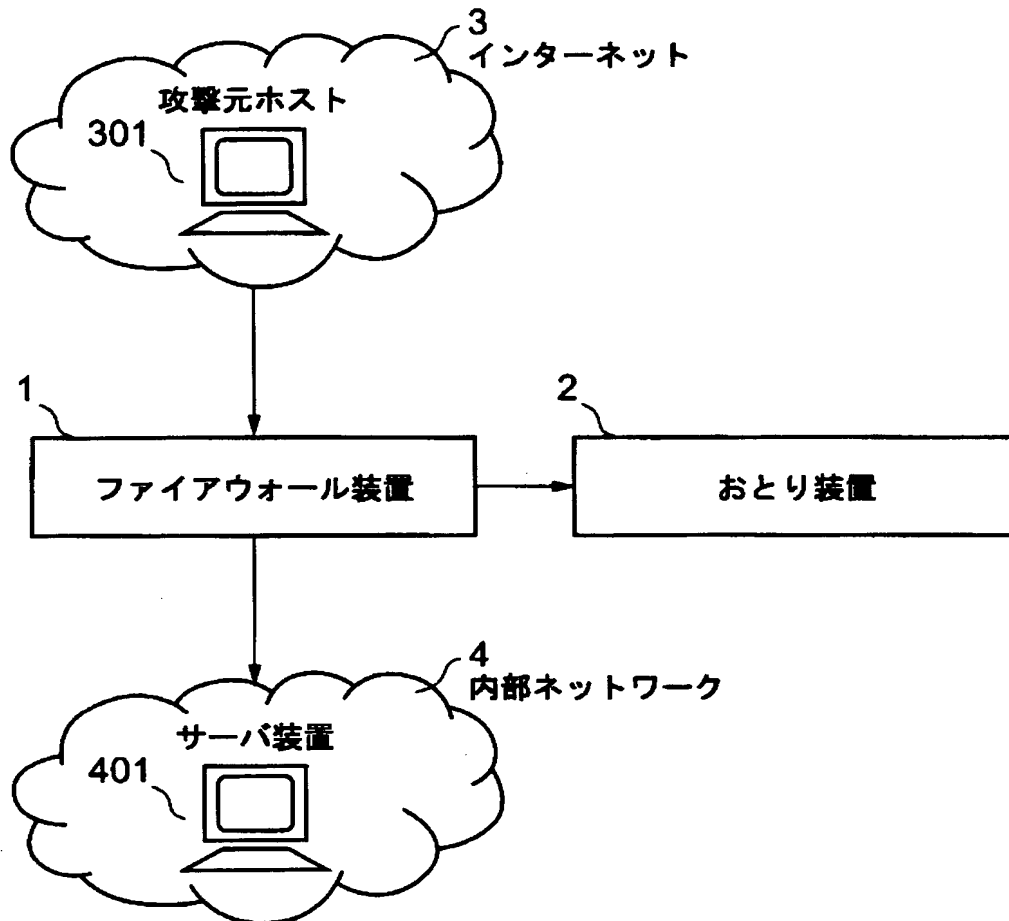 3
インターネット
攻撃元ホスト
301
1
2
ファイアウォール装置
おとり装置
4
内部ネットワーク
サーバ装置
401